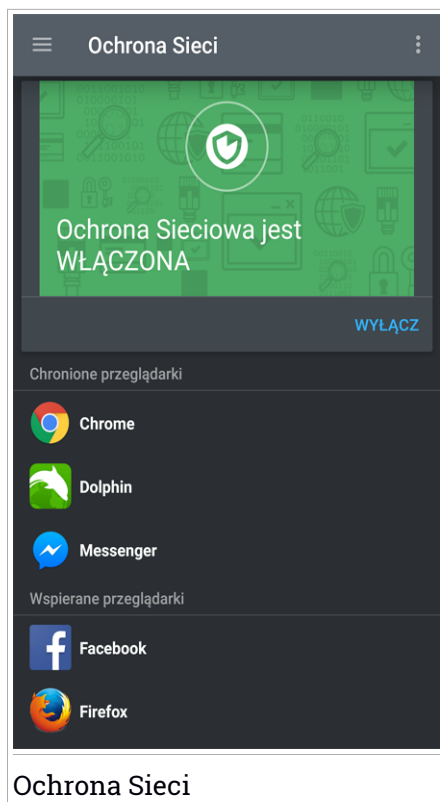 Ochrona Sieci
Ochrona Sieciowa jest
WŁĄCZONA
WYŁĄCZ
Chronione przeglądarki
Chrome
Dolphin
Messenger
Wspierane przeglądarki
Facebook
Firefox
Ochrona Sieci